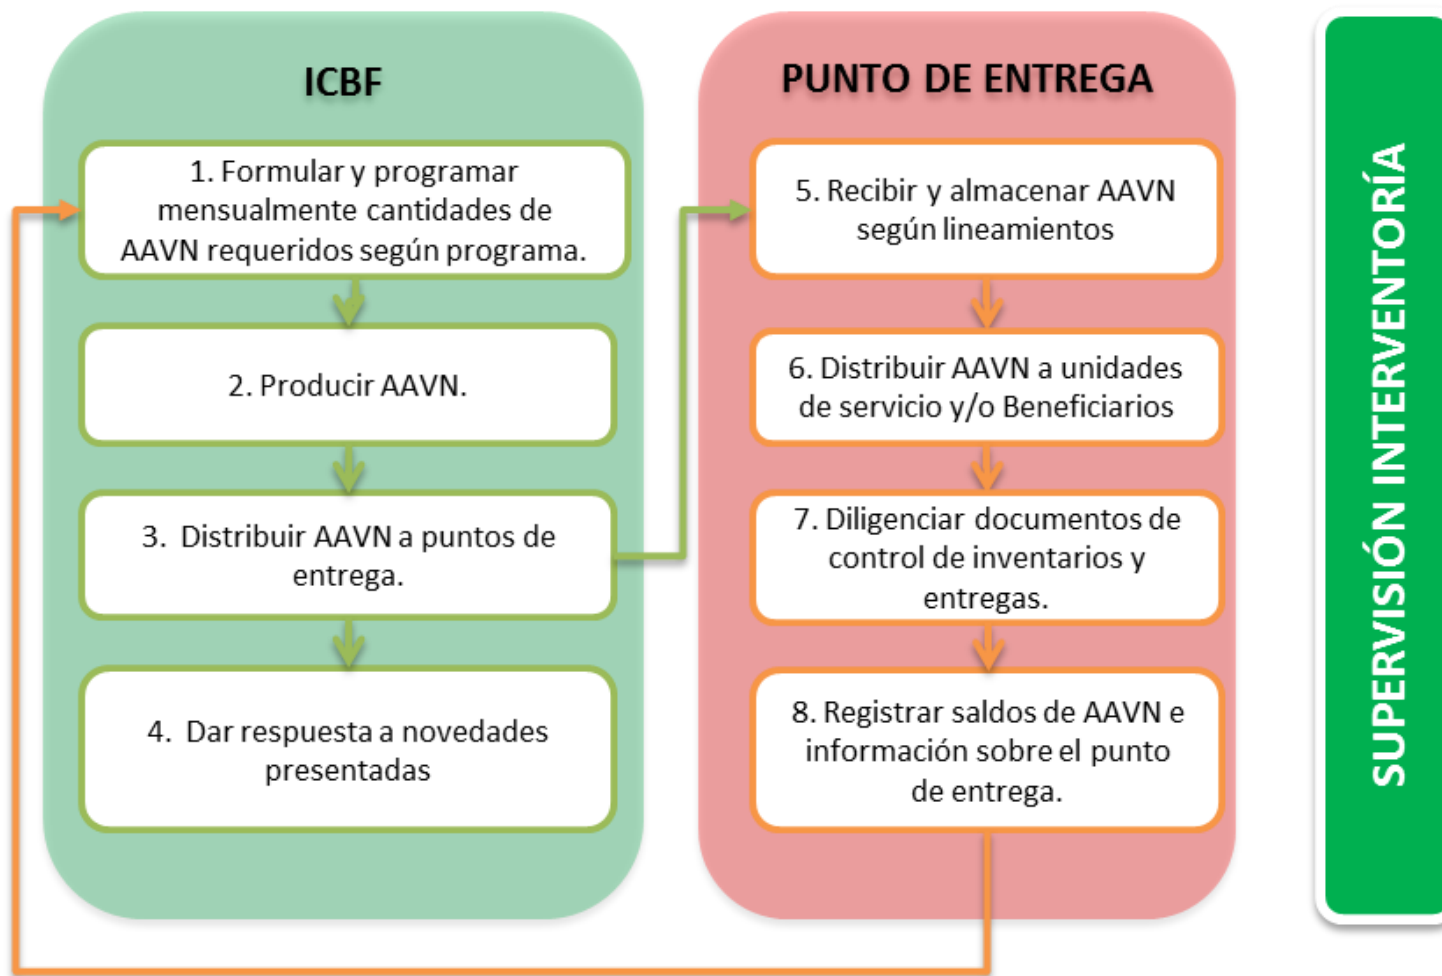 ICBF
1. Formular y programar
mensualmente cantidades de
AAVN requeridos según programa.
2. Producir AAVN.
3. Distribuir AAVN a puntos de
entrega.
4. Dar respuesta a novedades
presentadas
PUNTO DE ENTREGA
5. Recibir y almacenar AAVN
según lineamientos
6. Distribuir AAVN a unidades
de servicio y/o Beneficiarios
7. Diligenciar documentos de
control de inventarios y
entregas.
8. Registrar saldos de AAVN e
información sobre el punto
de entrega.
SUPERVISIÓN INTERVENTORÍA